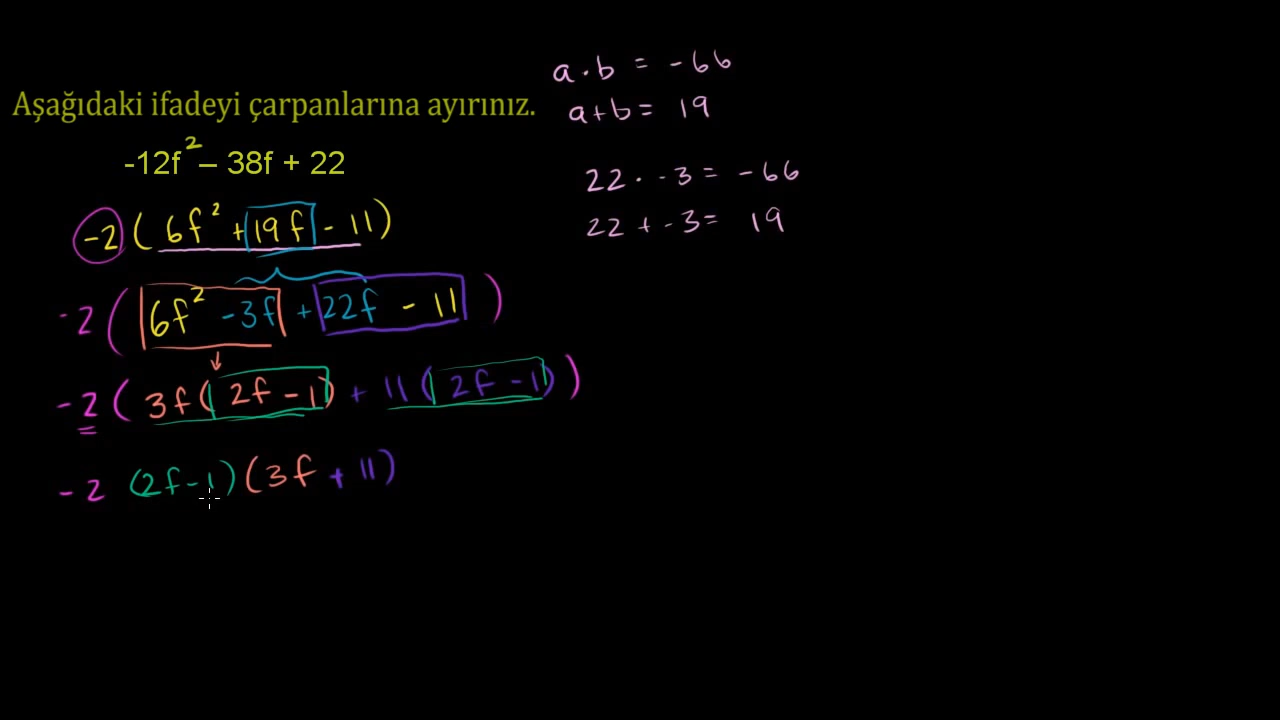 Aşağıdaki ifadeyi çarpanlarına ayırınız.
-12f² – 38f + 22
-2 ( 6f² + 19f - 11 )
-2 ( 6f² - 3f + 22f - 11 )
-2 ( 3f ( 2f - 1 ) + 11 ( 2f - 1 ) )
-2 (2f - 1) (3f + 11)
a · b = -66
a + b = 19
22 · -3 = -66
22 + -3 = 19